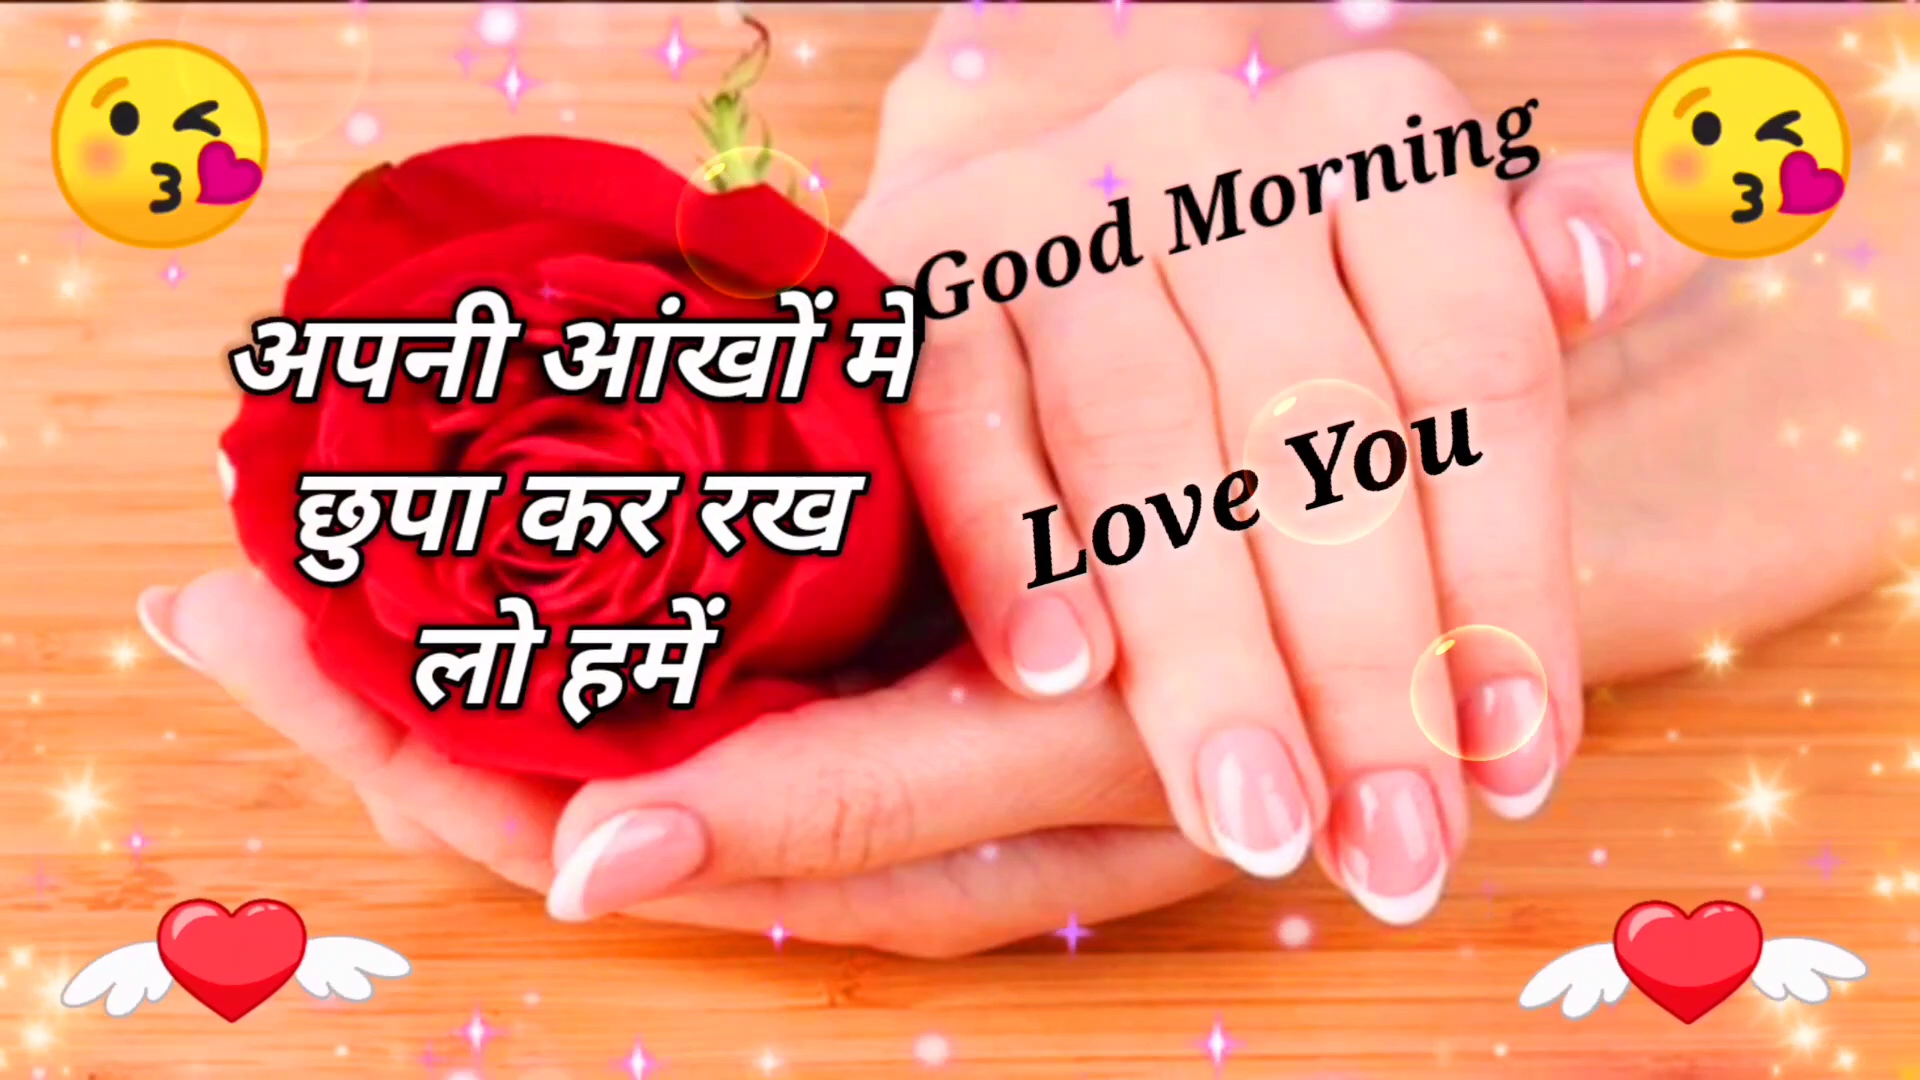 अपनी आंखों में
छुपा कर रख
लो हमें
Good Morning
Love You